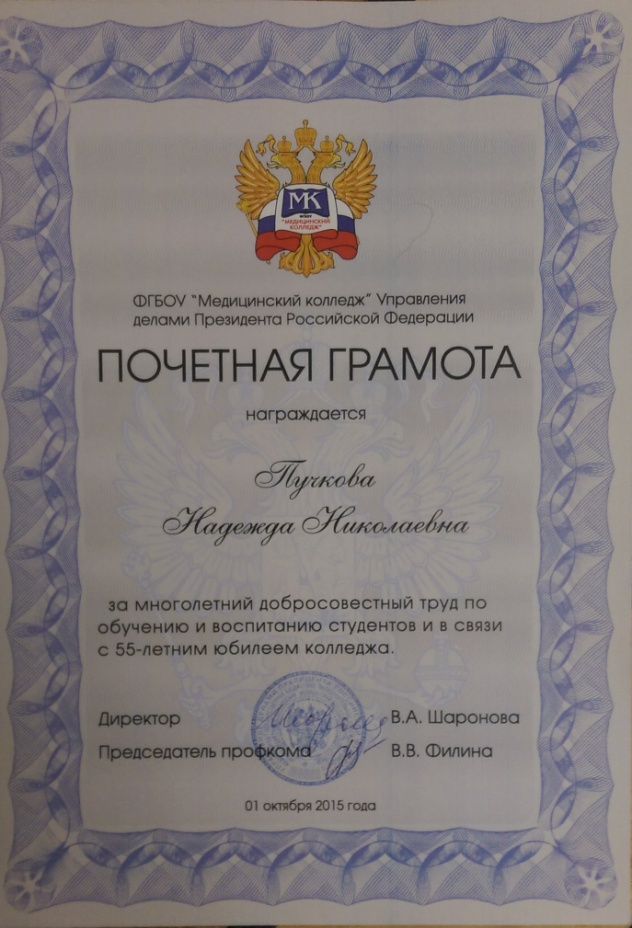 МК
ФГБОУ
"МЕДИЦИНСКИЙ
КОЛЛЕДЖ"
ФГБОУ "Медицинский колледж" Управления
делами Президента Российской Федерации
ПОЧЕТНАЯ ГРАМОТА
награждается
Пучкова
Надежда Николаевна
за многолетний добросовестный труд по
обучению и воспитанию студентов и в связи
с 55-летним юбилеем колледжа.
Директор В.А. Шаронова
Председатель профкома В.В. Филина
01 октября 2015 года